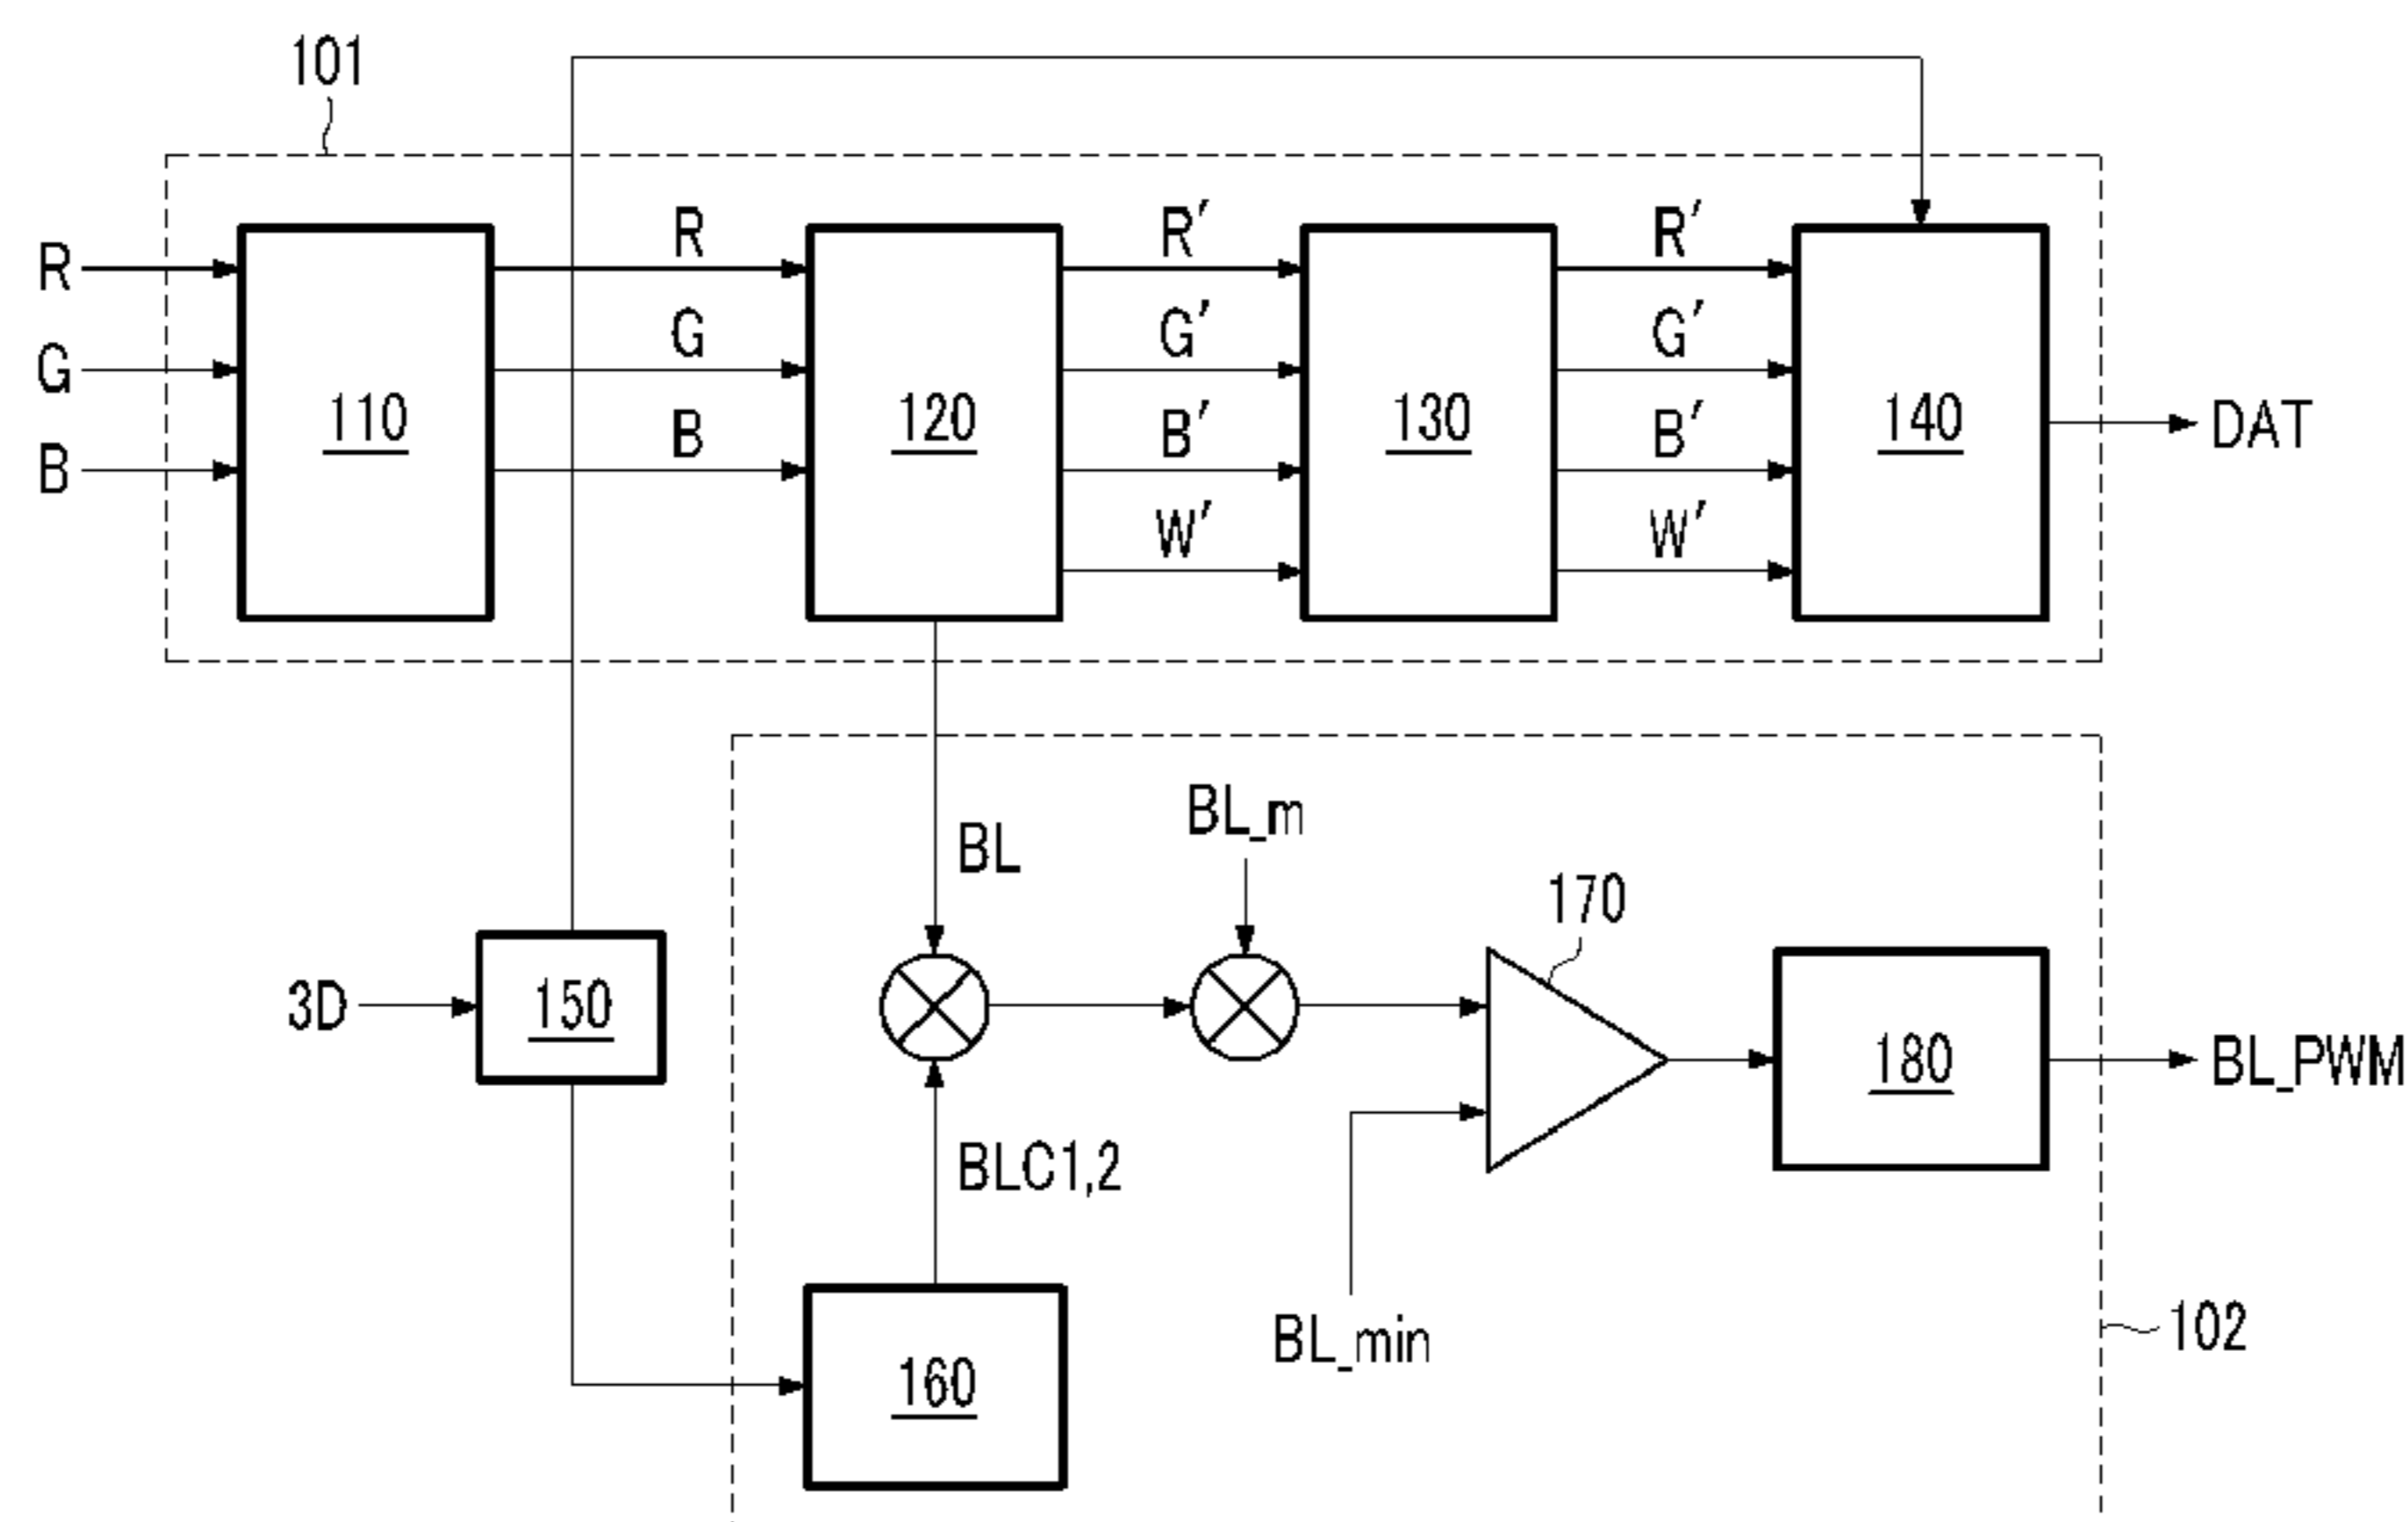 101
R R R′ R′
G G G′ G′
B B B′ B′
W′ W′
110 120 130 140 DAT
BL_m
BL
170
3D 150
180 BL_PWM
BLC1,2
BL_min 102
160